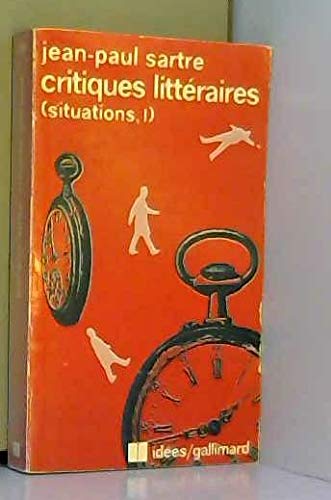 jean-paul sartre
critiques littéraires
(situations, I)
idées/gallimard